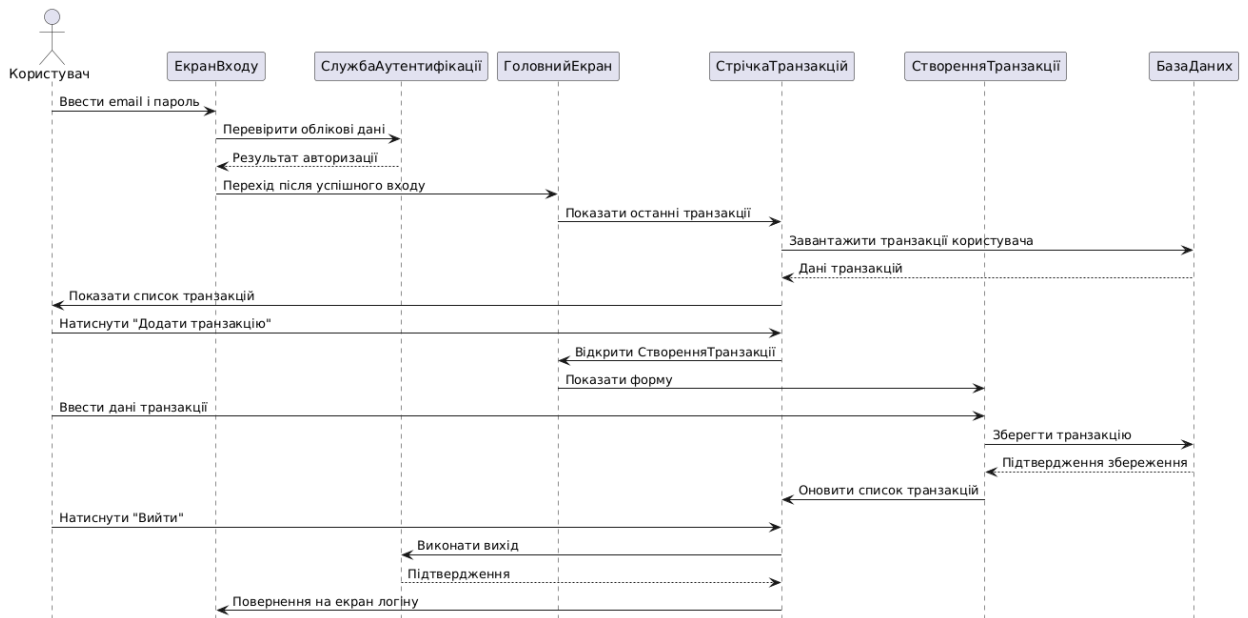 Користувач
ЕкранВходу
СлужбаАутентифікації
ГоловнийЕкран
СтрічкаТранзакцій
СтворенняТранзакції
БазаДаних
Ввести email і пароль
Перевірити облікові дані
Результат авторизації
Перехід після успішного входу
Показати останні транзакції
Завантажити транзакції користувача
Дані транзакцій
Показати список транзакцій
Натиснути "Додати транзакцію"
Відкрити СтворенняТранзакції
Показати форму
Ввести дані транзакції
Зберегти транзакцію
Підтвердження збереження
Оновити список транзакцій
Натиснути "Вийти"
Виконати вихід
Підтвердження
Повернення на екран логіну